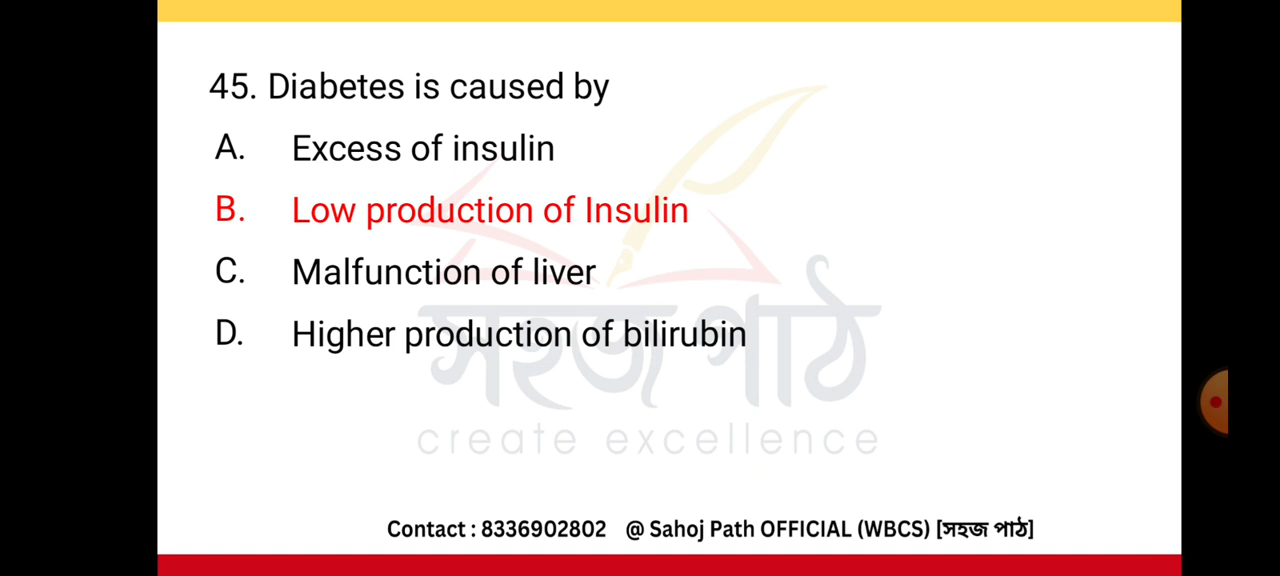 45. Diabetes is caused by
A. Excess of insulin
B. Low production of Insulin
C. Malfunction of liver
D. Higher production of bilirubin
সহজ পাঠ
create excellence
Contact : 8336902802 @ Sahoj Path OFFICIAL (WBCS) [সহজ পাঠ]